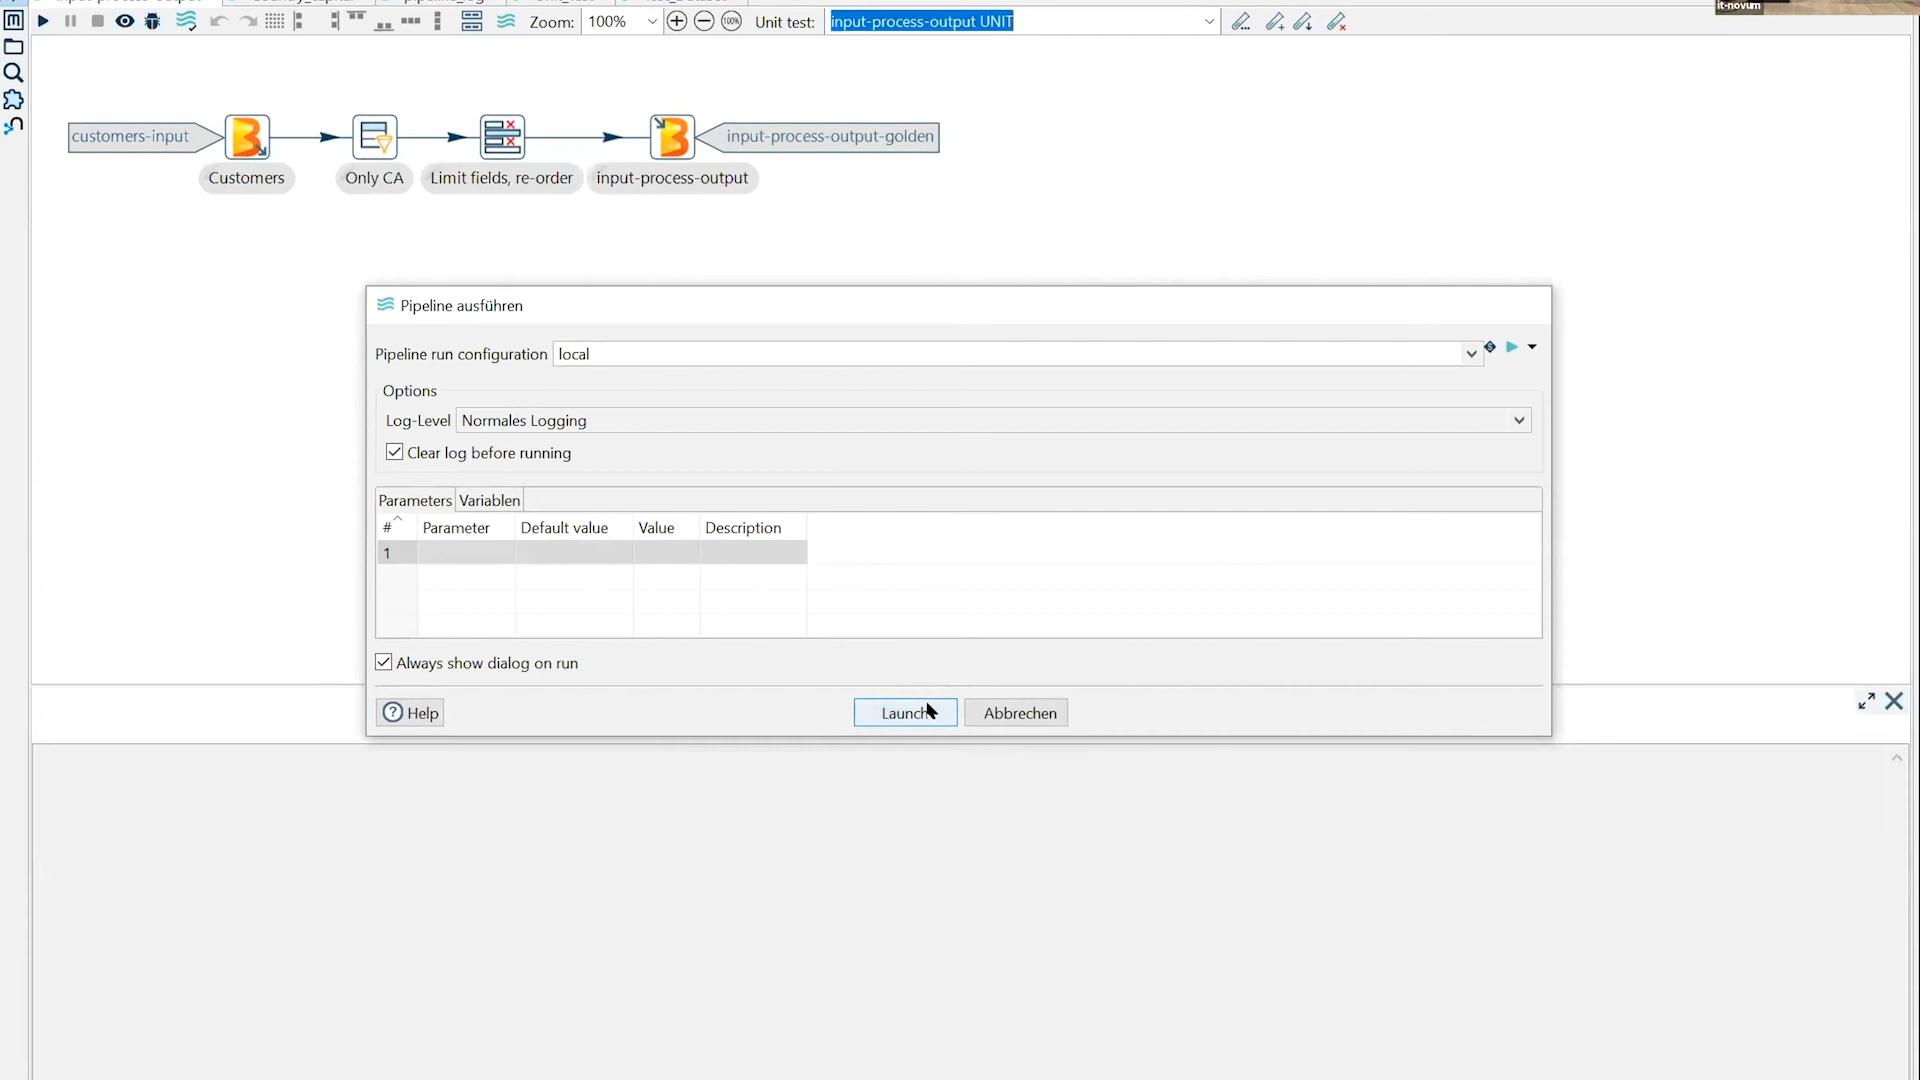 it-novum
Zoom: 100% 100% Unit test: input-process-output UNIT
customers-input
input-process-output-golden
Customers
Only CA
Limit fields, re-order
input-process-output
Pipeline ausführen
Pipeline run configuration local
Options
Log-Level Normales Logging
Clear log before running
Parameters Variablen
# Parameter Default value Value Description
1
Always show dialog on run
Help Launch Abbrechen